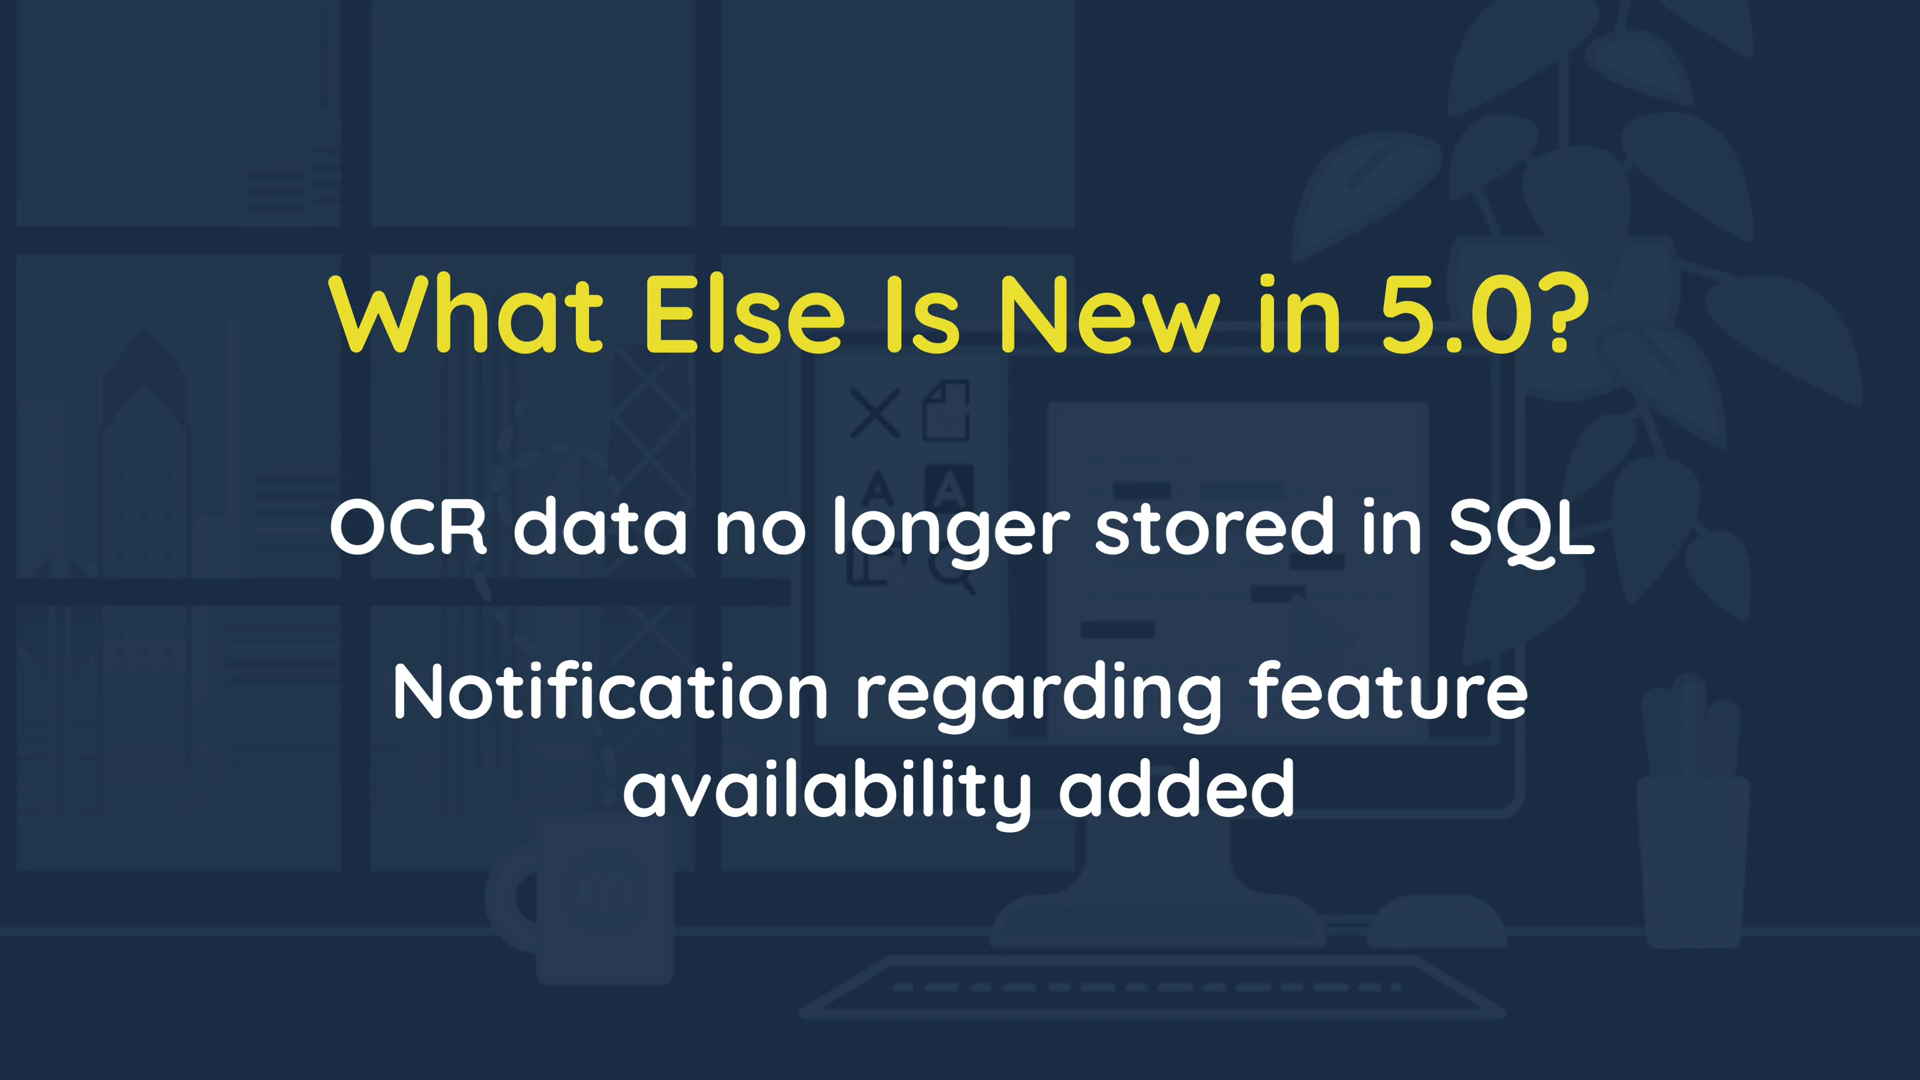 What Else Is New in 5.0?
OCR data no longer stored in SQL
Notification regarding feature
availability added
A A
m